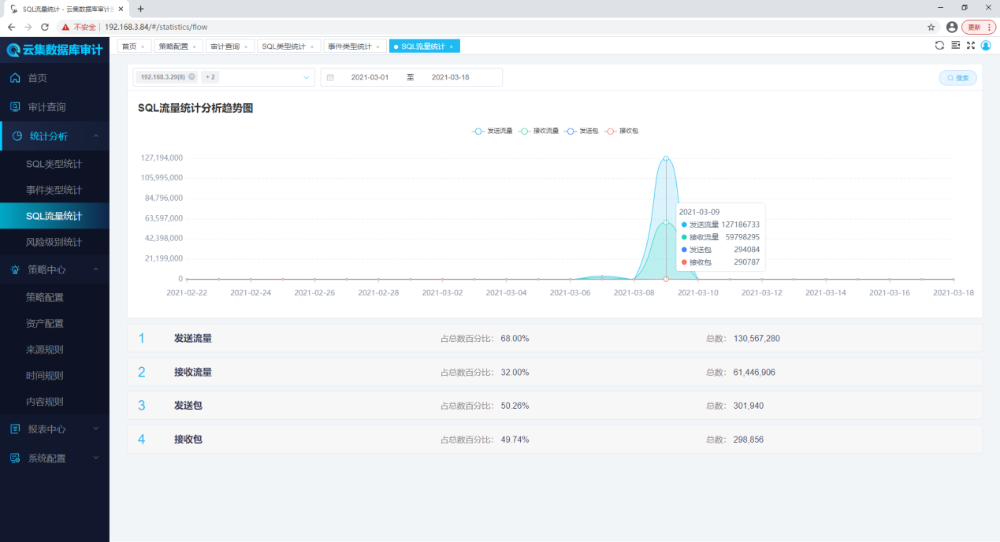 SQL流量统计 - 云集数据库审计
不安全 | 192.168.3.84/#/statistics/flow
更新
云集数据库审计
首页
策略配置
审计查询
SQL类型统计
事件类型统计
SQL流量统计
首页
审计查询
统计分析
SQL类型统计
事件类型统计
SQL流量统计
风险级别统计
策略中心
策略配置
资产配置
来源规则
时间规则
内容规则
报表中心
系统配置
192.168.3.29(II)
+ 2
2021-03-01 至 2021-03-18
搜索
SQL流量统计分析趋势图
发送流量 接收流量 发送包 接收包
127,194,000
105,995,000
84,796,000
63,597,000
42,398,000
21,199,000
0
2021-03-09
发送流量 127186733
接收流量 59798295
发送包 294084
接收包 290787
2021-02-22 2021-02-24 2021-02-26 2021-02-28 2021-03-02 2021-03-04 2021-03-06 2021-03-08 2021-03-10 2021-03-12 2021-03-14 2021-03-16 2021-03-18
1 发送流量 占总数百分比: 68.00% 总数: 130,567,280
2 接收流量 占总数百分比: 32.00% 总数: 61,446,906
3 发送包 占总数百分比: 50.26% 总数: 301,940
4 接收包 占总数百分比: 49.74% 总数: 298,856